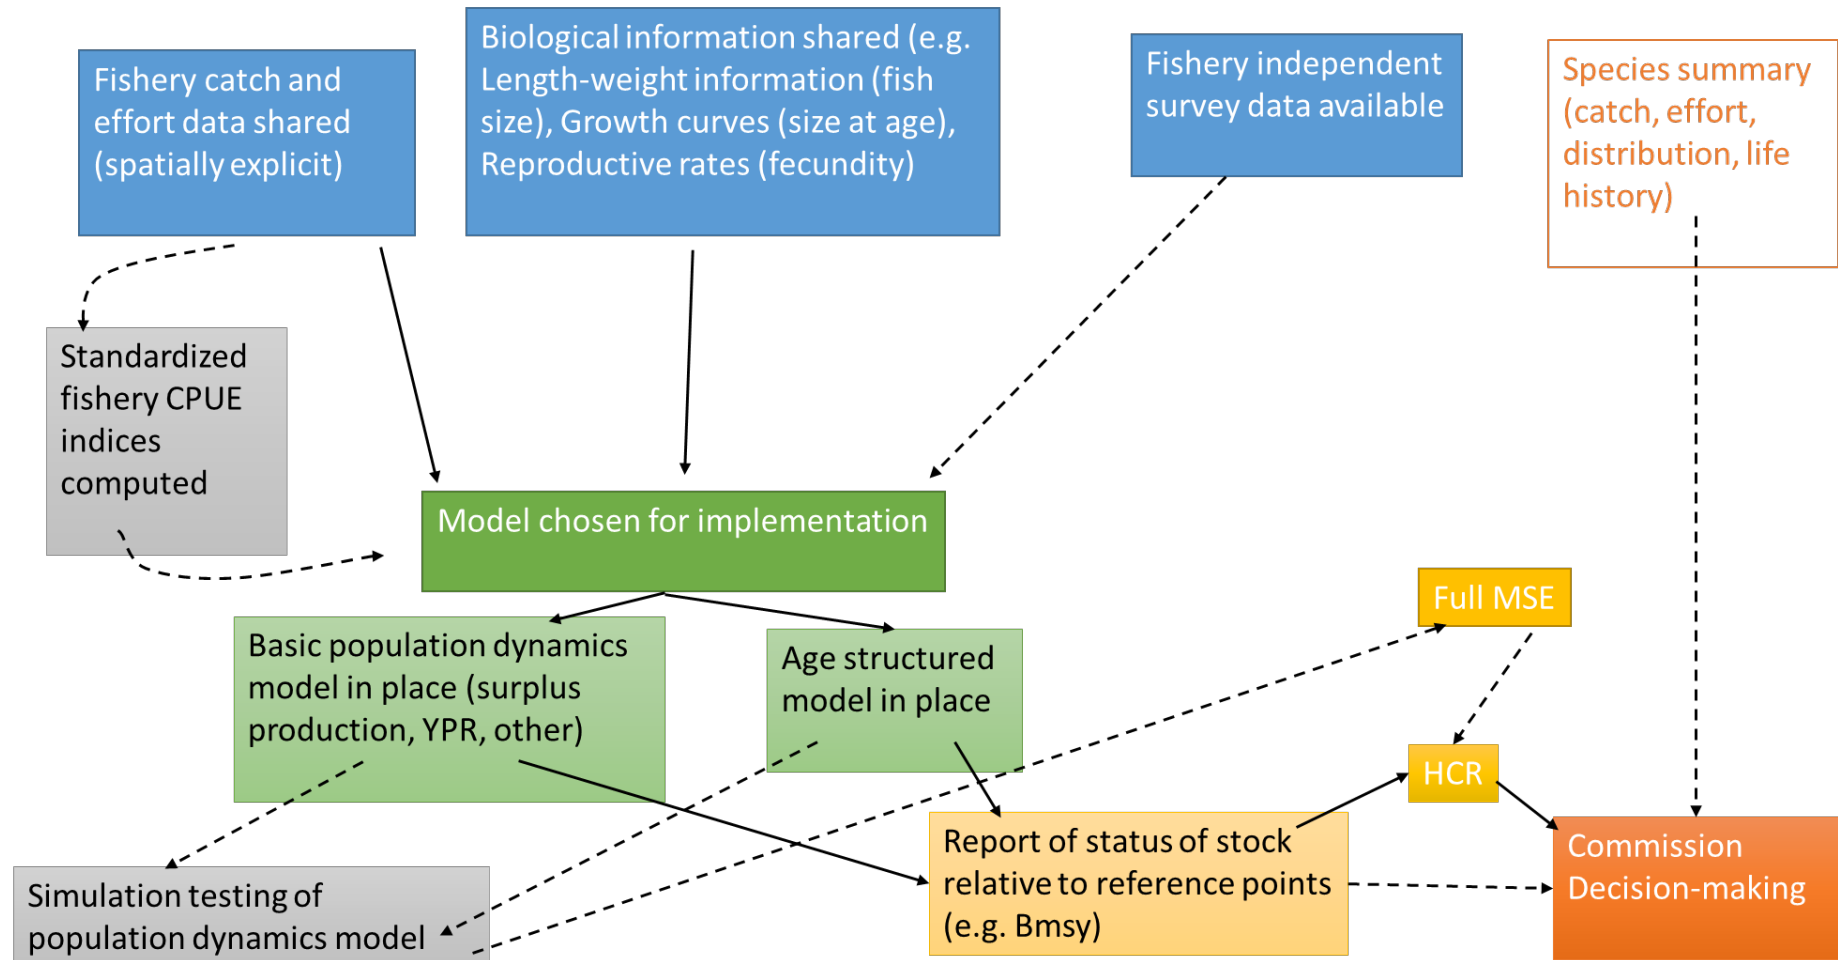 Fishery catch and
effort data shared
(spatially explicit)
Biological information shared (e.g.
Length-weight information (fish
size), Growth curves (size at age),
Reproductive rates (fecundity)
Fishery independent
survey data available
Species summary
(catch, effort,
distribution, life
history)
Standardized
fishery CPUE
indices
computed
Model chosen for implementation
Full MSE
Basic population dynamics
model in place (surplus
production, YPR, other)
Age structured
model in place
HCR
Report of status of stock
relative to reference points
(e.g. Bmsy)
Commission
Decision-making
Simulation testing of
population dynamics model